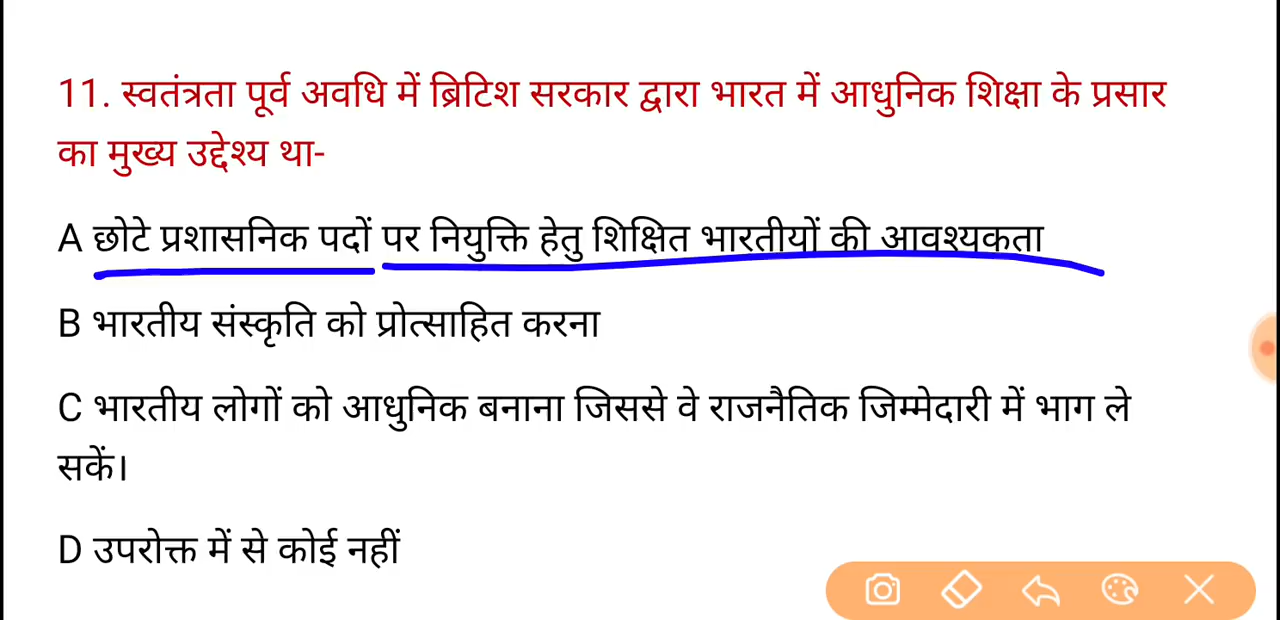 11. स्वतंत्रता पूर्व अवधि में ब्रिटिश सरकार द्वारा भारत में आधुनिक शिक्षा के प्रसार
का मुख्य उद्देश्य था-
A छोटे प्रशासनिक पदों पर नियुक्ति हेतु शिक्षित भारतीयों की आवश्यकता
B भारतीय संस्कृति को प्रोत्साहित करना
C भारतीय लोगों को आधुनिक बनाना जिससे वे राजनैतिक जिम्मेदारी में भाग ले
सकें।
D उपरोक्त में से कोई नहीं